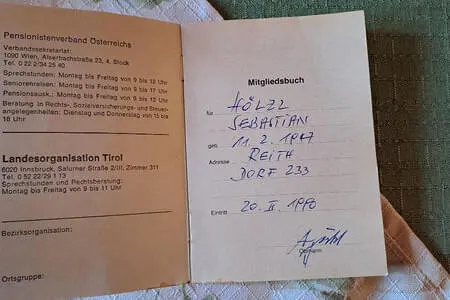 Pensionistenverband Österreichs
Verbandssekretariat:
1090 Wien, Alserbachstraße 23, 4. Stock
Tel. 0 22 2/34 25 40
Sprechstunden: Montag bis Freitag von 9 bis 12 Uhr
Seniorenreisen: Montag bis Freitag von 9 bis 17 Uhr
Pensionsausk.: Montag bis Freitag von 9 bis 12 Uhr
Beratung in Rechts-, Sozialversicherungs- und Steuer-
angelegenheiten: Dienstag und Donnerstag von 15 bis
18 Uhr
Landesorganisation Tirol
6020 Innsbruck, Salurner Straße 2/III, Zimmer 311
Tel. 0 52 22/29 1 13
Sprechstunden und Pechtsberatung:
Montag bis Freitag von 9 bis 11 Uhr
Bezirksorganisation:
Ortsgruppe:
Mitgliedsbuch
für HÖLZL
SEBASTIAN
geb. 11. 2. 1927
Adresse REITH
DORF 233
Eintritt 20. II. 1990
Obmann